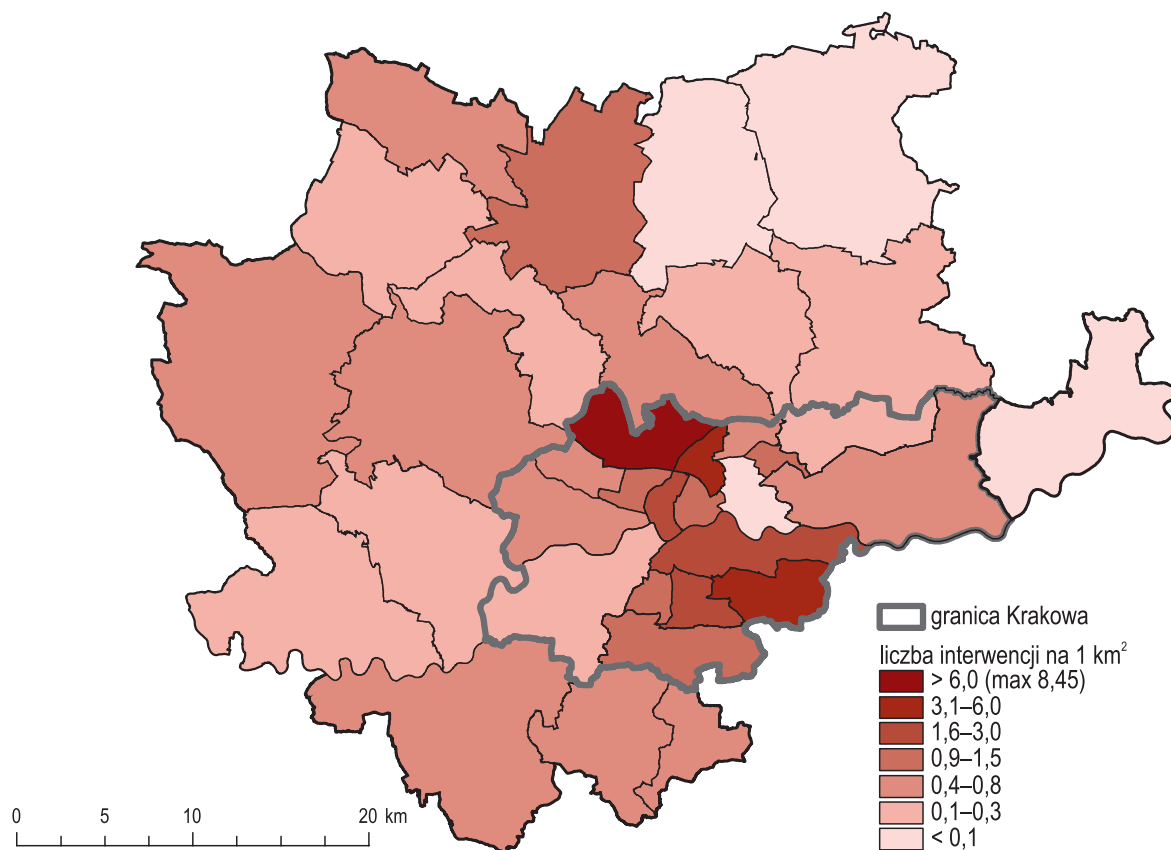 granica Krakowa
liczba interwencji na 1 km²
> 6,0 (max 8,45)
3,1–6,0
1,6–3,0
0,9–1,5
0,4–0,8
0,1–0,3
< 0,1
0 5 10 20 km